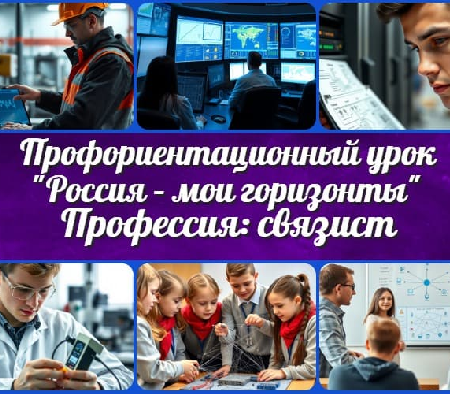 Профориентационный урок
"Россия – мои горизонты"
Профессия: связист